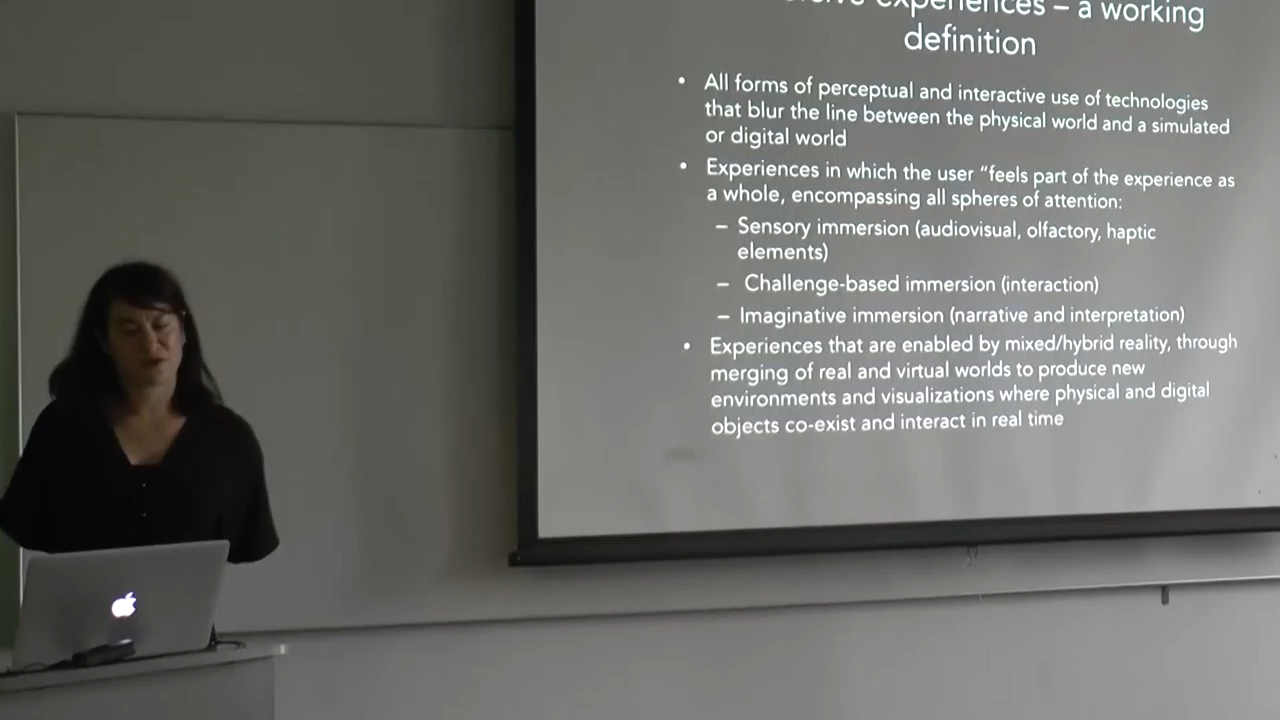 experiences – a working
definition
• All forms of perceptual and interactive use of technologies
that blur the line between the physical world and a simulated
or digital world
• Experiences in which the user “feels part of the experience as
a whole, encompassing all spheres of attention:
– Sensory immersion (audiovisual, olfactory, haptic
elements)
– Challenge-based immersion (interaction)
– Imaginative immersion (narrative and interpretation)
• Experiences that are enabled by mixed/hybrid reality, through
merging of real and virtual worlds to produce new
environments and visualizations where physical and digital
objects co-exist and interact in real time